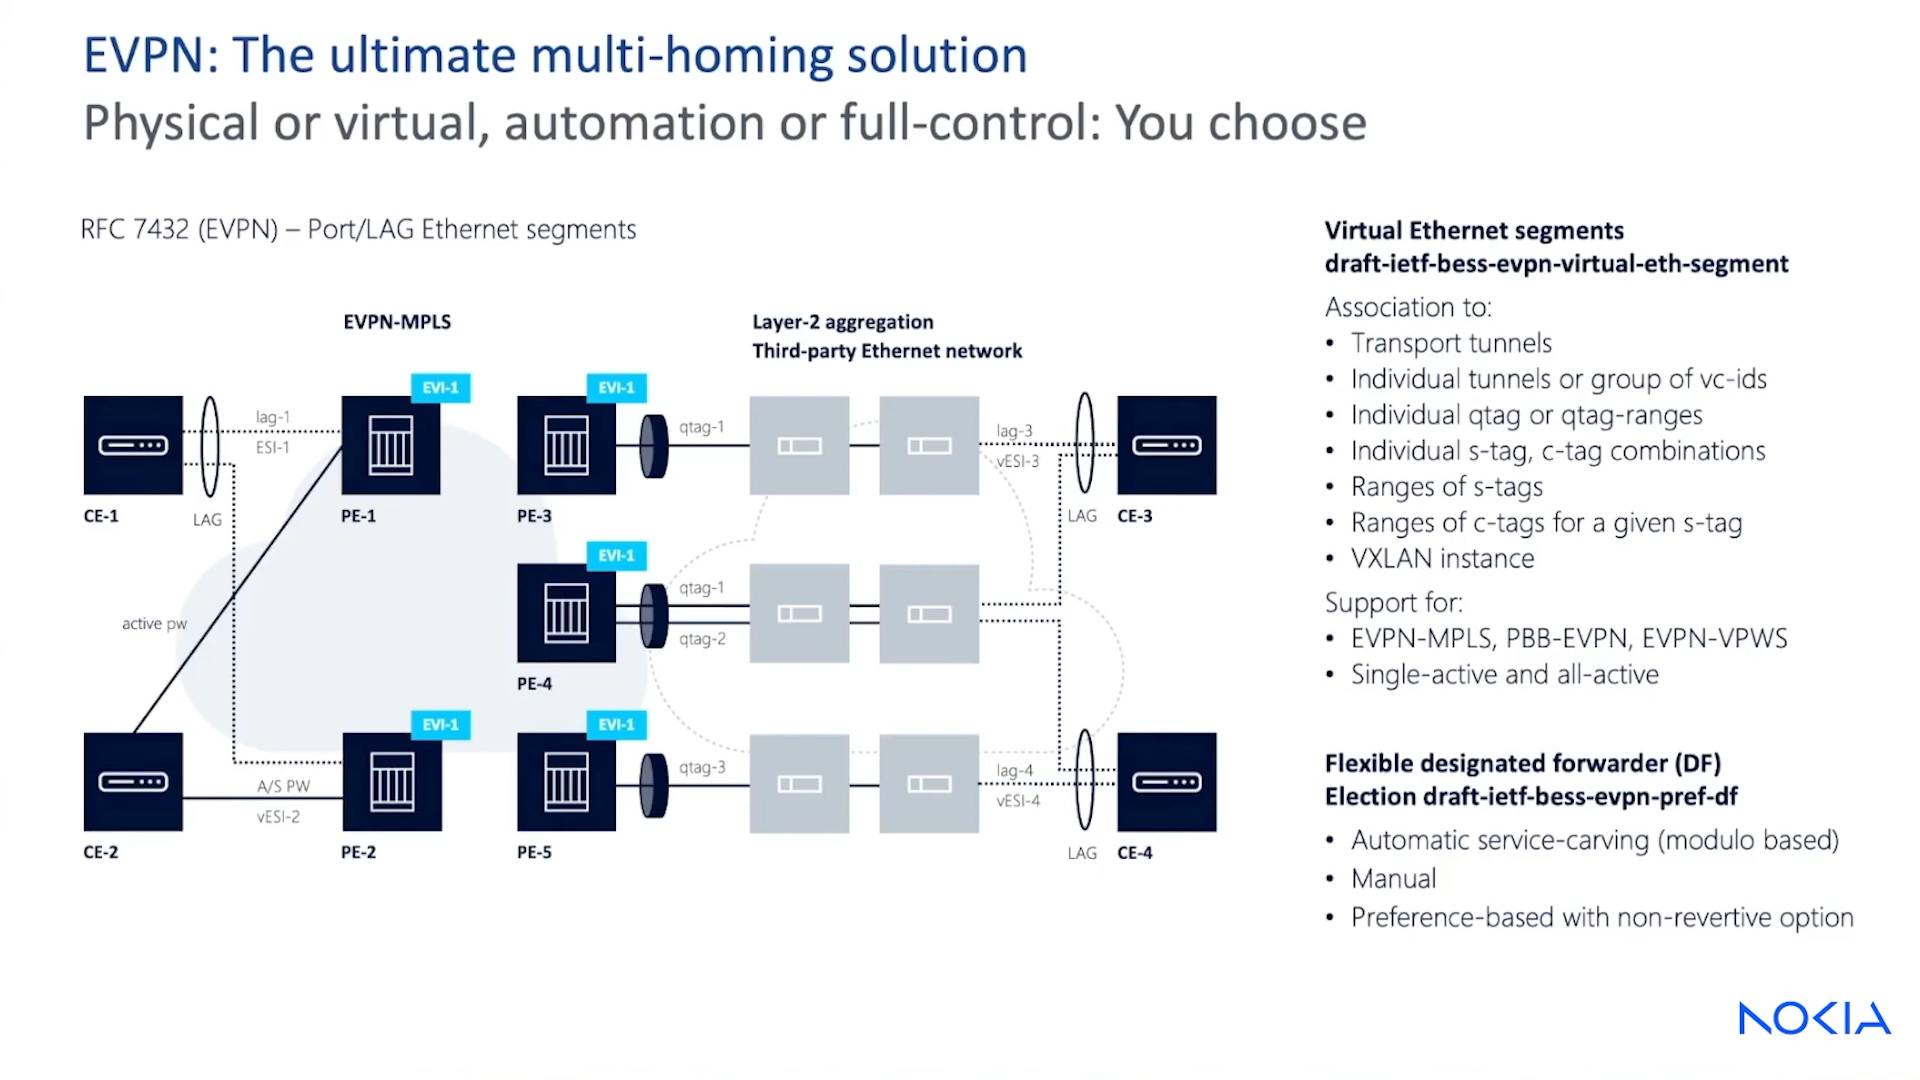 EVPN: The ultimate multi-homing solution
Physical or virtual, automation or full-control: You choose
RFC 7432 (EVPN) – Port/LAG Ethernet segments
EVPN-MPLS
Layer-2 aggregation
Third-party Ethernet network
EVI-1
EVI-1
lag-1
ESI-1
qtag-1
lag-3
vESI-3
CE-1
LAG
PE-1
PE-3
LAG
CE-3
EVI-1
qtag-1
active pw
qtag-2
PE-4
EVI-1
EVI-1
A/S PW
vESI-2
qtag-3
lag-4
vESI-4
CE-2
PE-2
PE-5
LAG
CE-4
Virtual Ethernet segments
draft-ietf-bess-evpn-virtual-eth-segment
Association to:
• Transport tunnels
• Individual tunnels or group of vc-ids
• Individual qtag or qtag-ranges
• Individual s-tag, c-tag combinations
• Ranges of s-tags
• Ranges of c-tags for a given s-tag
• VXLAN instance
Support for:
• EVPN-MPLS, PBB-EVPN, EVPN-VPWS
• Single-active and all-active
Flexible designated forwarder (DF)
Election draft-ietf-bess-evpn-pref-df
• Automatic service-carving (modulo based)
• Manual
• Preference-based with non-revertive option
NOKIA